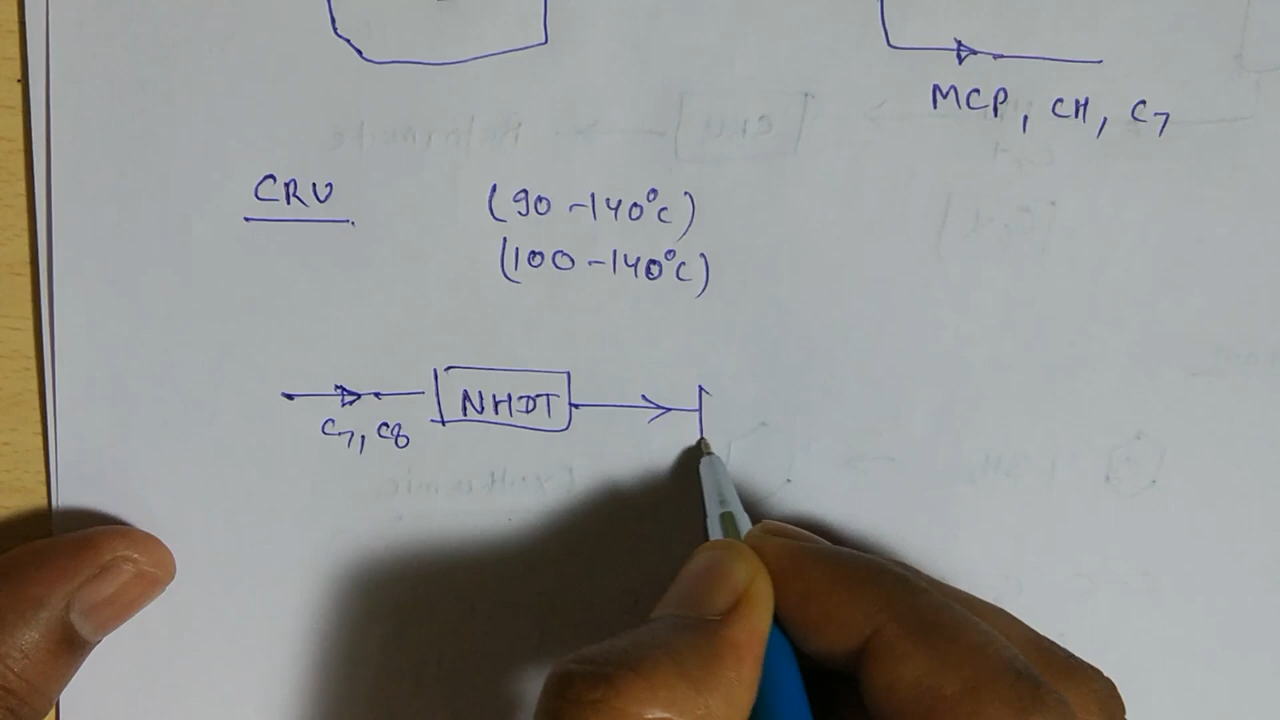 MCP, CH, C7
CRU
(90-140°C)
(100-140°C)
NHDT
C7, C8